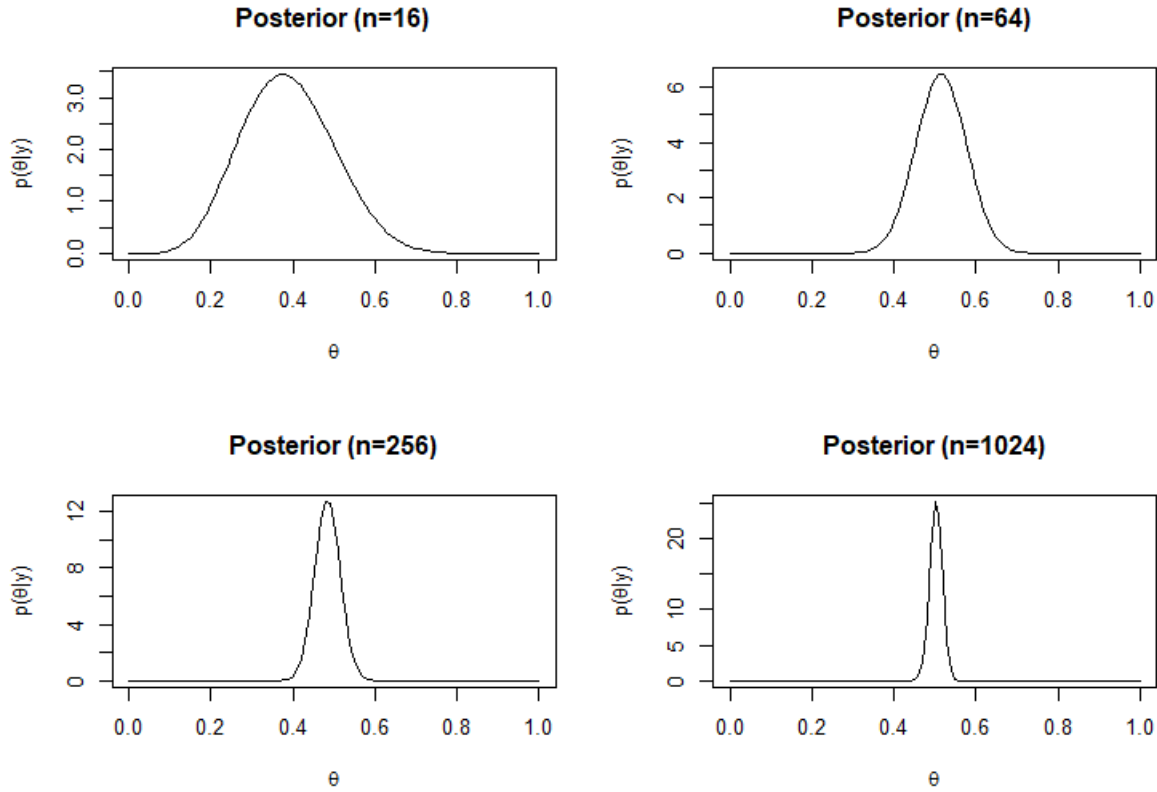 Posterior (n=16)
p(θ|y)
0.0 1.0 2.0 3.0
0.0 0.2 0.4 0.6 0.8 1.0
θ
Posterior (n=64)
p(θ|y)
0 2 4 6
0.0 0.2 0.4 0.6 0.8 1.0
θ
Posterior (n=256)
p(θ|y)
0 4 8 12
0.0 0.2 0.4 0.6 0.8 1.0
θ
Posterior (n=1024)
p(θ|y)
0 5 10 20
0.0 0.2 0.4 0.6 0.8 1.0
θ